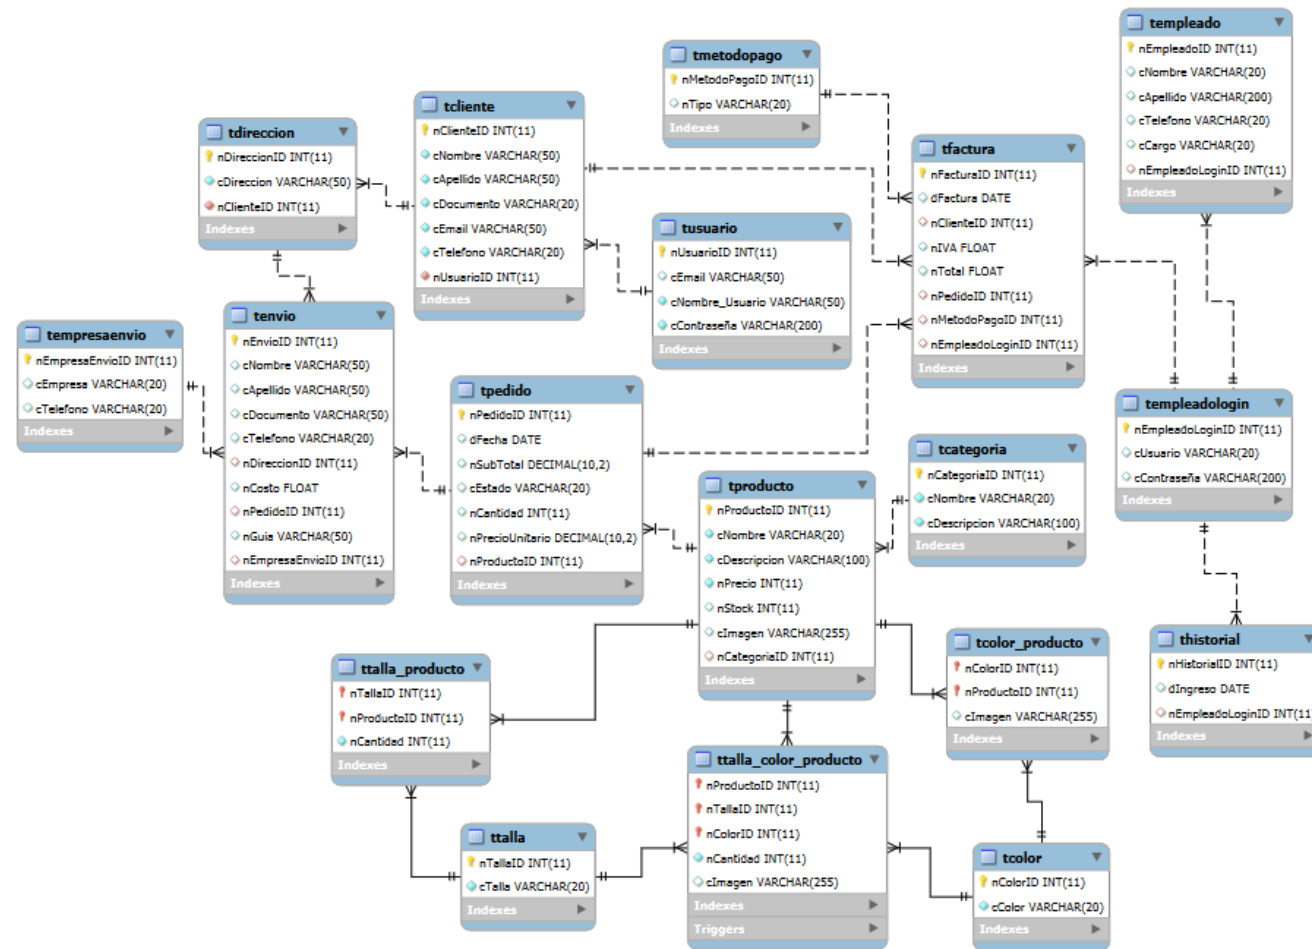 templeado
nEmpleadoID INT(11)
cNombre VARCHAR(20)
cApellido VARCHAR(200)
cTelefono VARCHAR(20)
cCargo VARCHAR(20)
nEmpleadoLoginID INT(11)
Indexes
tmetodopago
nMetodoPagoID INT(11)
nTipo VARCHAR(20)
Indexes
tcliente
nClienteID INT(11)
cNombre VARCHAR(50)
cApellido VARCHAR(50)
cDocumento VARCHAR(20)
cEmail VARCHAR(50)
cTelefono VARCHAR(20)
nUsuarioID INT(11)
Indexes
tdireccion
nDireccionID INT(11)
cDireccion VARCHAR(50)
nClienteID INT(11)
Indexes
tfactura
nFacturaID INT(11)
dFactura DATE
nClienteID INT(11)
nIVA FLOAT
nTotal FLOAT
nPedidoID INT(11)
nMetodoPagoID INT(11)
nEmpleadoLoginID INT(11)
Indexes
tusuario
nUsuarioID INT(11)
cEmail VARCHAR(50)
cNombre_Usuario VARCHAR(50)
cContraseña VARCHAR(200)
Indexes
tenvio
nEnvioID INT(11)
cNombre VARCHAR(50)
cApellido VARCHAR(50)
cDocumento VARCHAR(50)
cTelefono VARCHAR(20)
nDireccionID INT(11)
nCosto FLOAT
nPedidoID INT(11)
nGuia VARCHAR(50)
nEmpresaEnvioID INT(11)
Indexes
tempresaenvio
nEmpresaEnvioID INT(11)
cEmpresa VARCHAR(20)
cTelefono VARCHAR(20)
Indexes
tpedido
nPedidoID INT(11)
dFecha DATE
nSubTotal DECIMAL(10,2)
cEstado VARCHAR(20)
nCantidad INT(11)
nPrecioUnitario DECIMAL(10,2)
nProductoID INT(11)
Indexes
templeadologin
nEmpleadoLoginID INT(11)
cUsuario VARCHAR(20)
cContraseña VARCHAR(200)
Indexes
tcategoria
nCategoriaID INT(11)
cNombre VARCHAR(20)
cDescripcion VARCHAR(100)
Indexes
tproducto
nProductoID INT(11)
cNombre VARCHAR(20)
cDescripcion VARCHAR(100)
nPrecio INT(11)
nStock INT(11)
cImagen VARCHAR(255)
nCategoriaID INT(11)
Indexes
tcolor_producto
nColorID INT(11)
nProductoID INT(11)
cImagen VARCHAR(255)
Indexes
thistorial
nHistorialID INT(11)
dIngreso DATE
nEmpleadoLoginID INT(11)
Indexes
ttalla_producto
nTallaID INT(11)
nProductoID INT(11)
nCantidad INT(11)
Indexes
ttalla_color_producto
nProductoID INT(11)
nTallaID INT(11)
nColorID INT(11)
nCantidad INT(11)
cImagen VARCHAR(255)
Indexes
Triggers
ttalla
nTallaID INT(11)
cTalla VARCHAR(20)
Indexes
tcolor
nColorID INT(11)
cColor VARCHAR(20)
Indexes